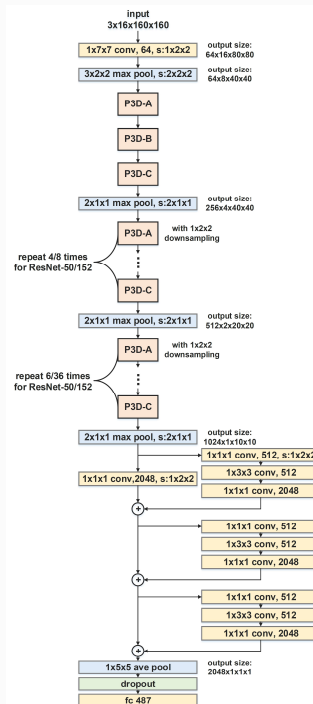 input
3x16x160x160
1x7x7 conv, 64, s:1x2x2
output size:
64x16x80x80
3x2x2 max pool, s:2x2x2
output size:
64x8x40x40
P3D-A
P3D-B
P3D-C
2x1x1 max pool, s:2x1x1
output size:
256x4x40x40
P3D-A
with 1x2x2
downsampling
repeat 4/8 times
for ResNet-50/152
P3D-C
2x1x1 max pool, s:2x1x1
output size:
512x2x20x20
P3D-A
with 1x2x2
downsampling
repeat 6/36 times
for ResNet-50/152
P3D-C
2x1x1 max pool, s:2x1x1
output size:
1024x1x10x10
1x1x1 conv, 512, s:1x2x2
1x1x1 conv,2048, s:1x2x2
1x3x3 conv, 512
1x1x1 conv, 2048
+
1x1x1 conv, 512
1x3x3 conv, 512
1x1x1 conv, 2048
+
1x1x1 conv, 512
1x3x3 conv, 512
1x1x1 conv, 2048
+
1x5x5 ave pool
output size:
2048x1x1x1
dropout
fc 487